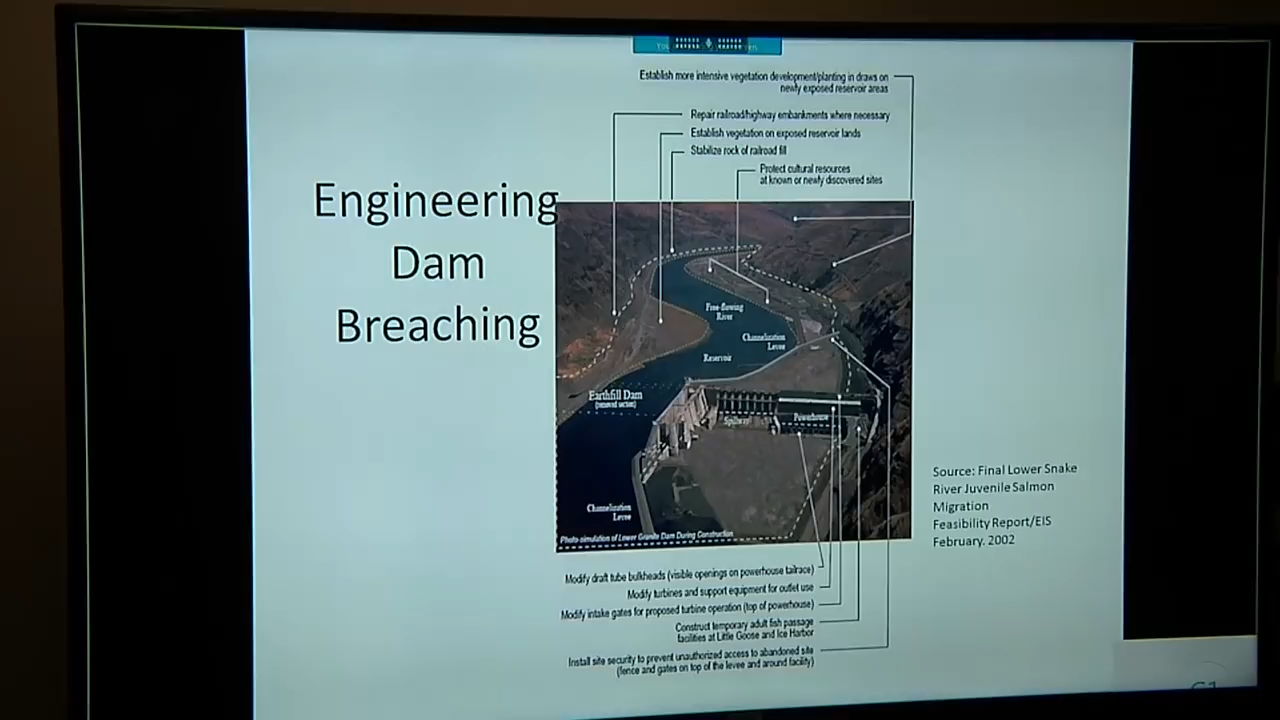 Establish more intensive vegetation development/planting in draws on
newly exposed reservoir areas
Repair railroad/highway embankments where necessary
Establish vegetation on exposed reservoir lands
Stabilize rock of railroad fill
Protect cultural resources
at known or newly discovered sites
Engineering
Dam
Breaching
Free-flowing
River
Channelization
Levee
Reservoir
Earthfill Dam
(removed section)
Spillway
Powerhouse
Channelization
Levee
Photo simulation of Lower Granite Dam During Construction
Source: Final Lower Snake
River Juvenile Salmon
Migration
Feasibility Report/EIS
February. 2002
Modify draft tube bulkheads (visible openings on powerhouse tailrace)
Modify turbines and support equipment for outlet use
Modify intake gates for proposed turbine operation (top of powerhouse)
Construct temporary adult fish passage
facilities at Little Goose and Ice Harbor
Install site security to prevent unauthorized access to abandoned site
(fence and gates on top of the levee and around facility)